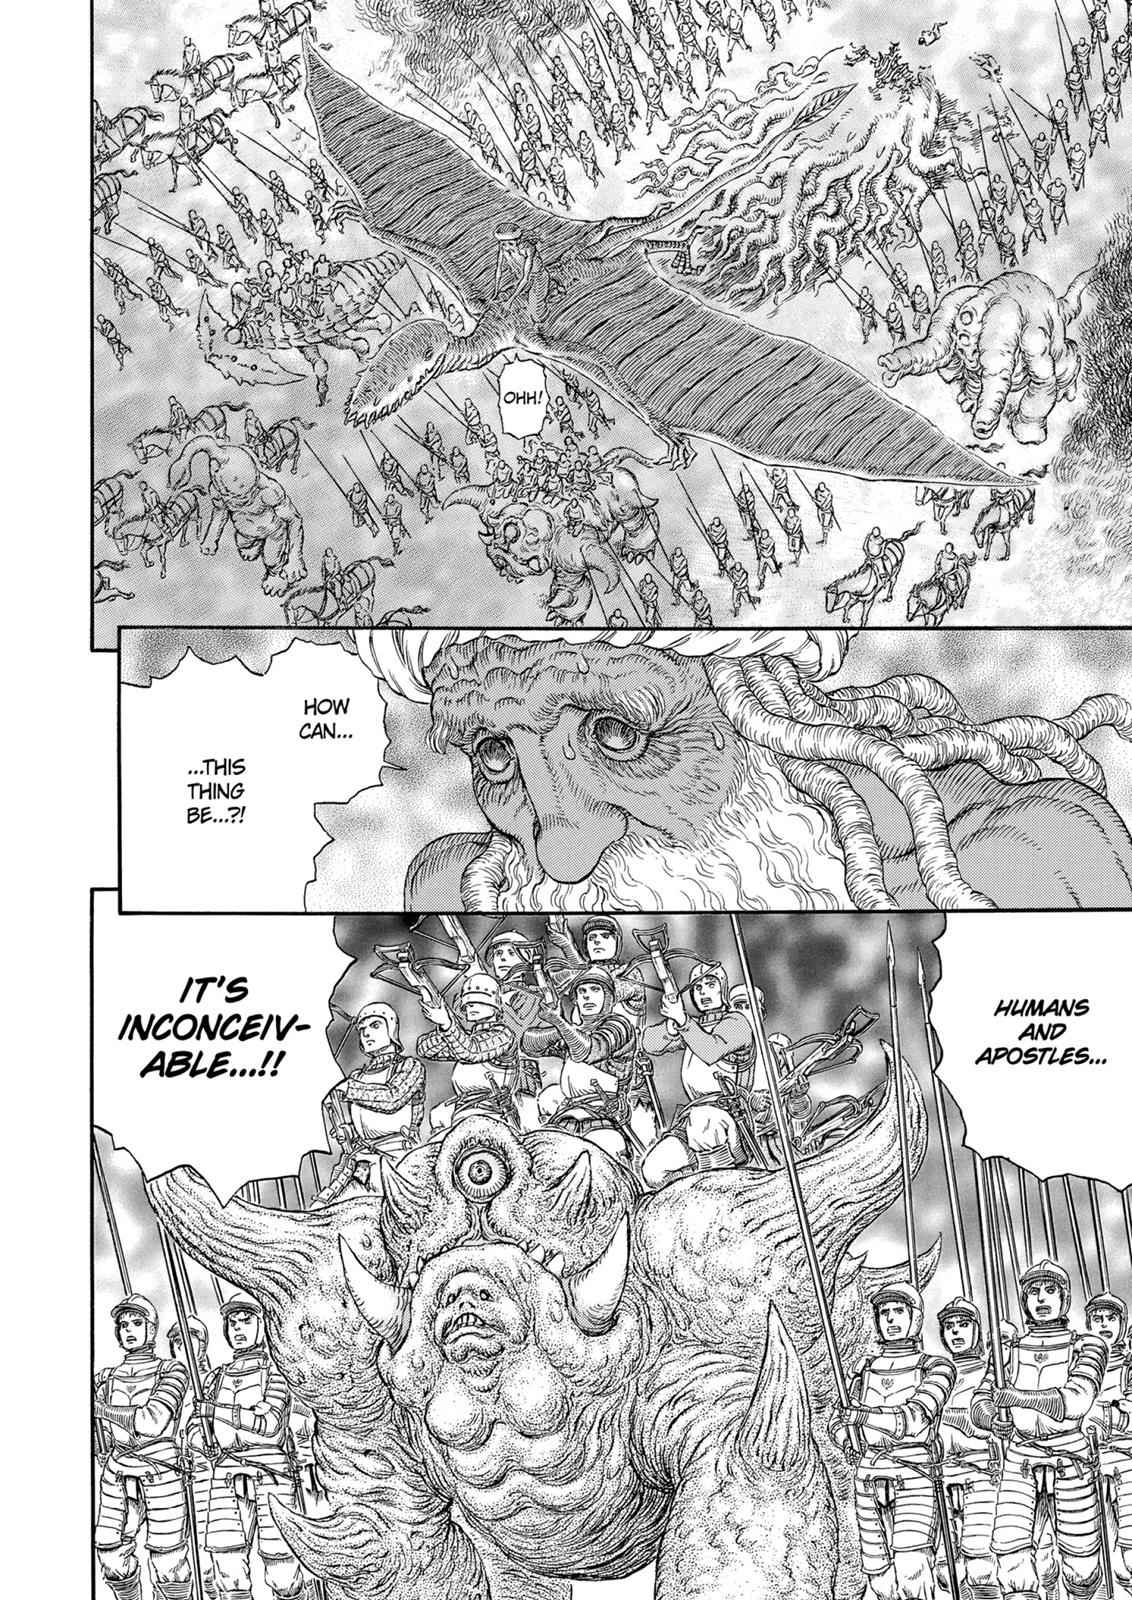 OHH!
HOW
CAN...
...THIS
THING
BE...?!
HUMANS
AND
APOSTLES...
IT'S
INCONCEIV-
ABLE...!!